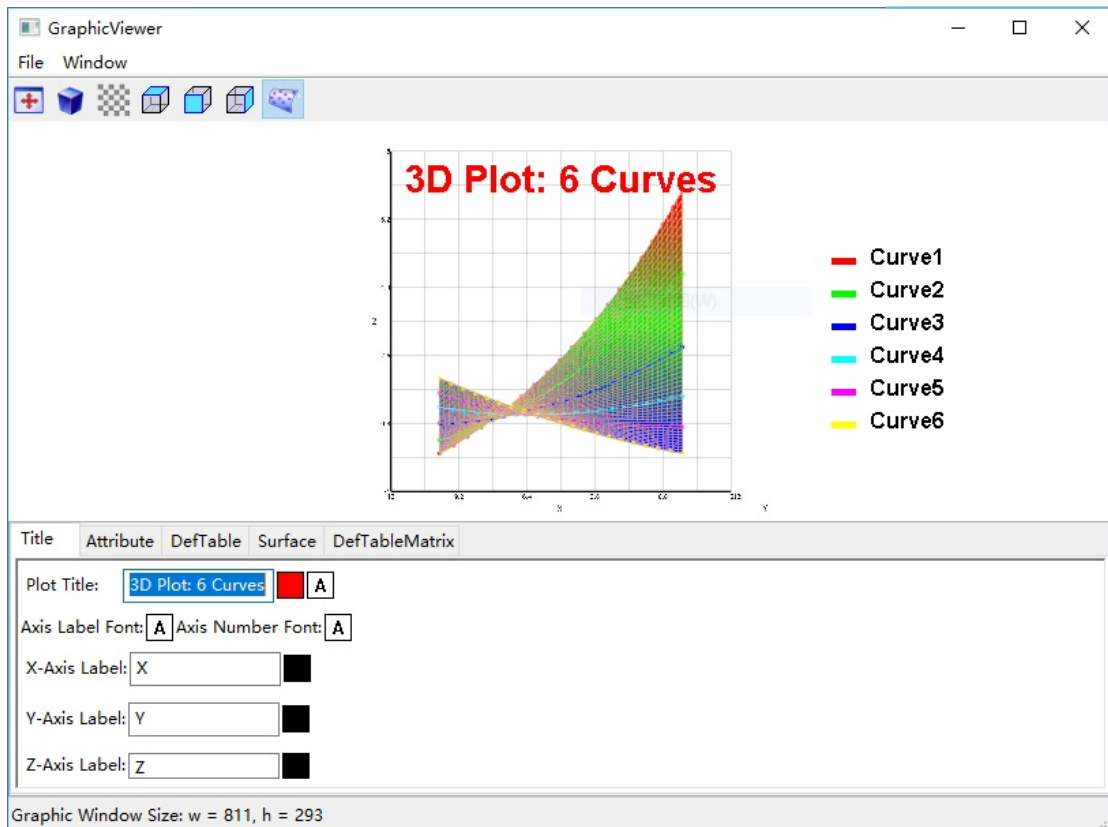 GraphicViewer
File Window
3D Plot: 6 Curves
Z
X
Y
Curve1
Curve2
Curve3
Curve4
Curve5
Curve6
Title Attribute DefTable Surface DefTableMatrix
Plot Title: 3D Plot: 6 Curves A
Axis Label Font: A Axis Number Font: A
X-Axis Label: X
Y-Axis Label: Y
Z-Axis Label: Z
Graphic Window Size: w = 811, h = 293